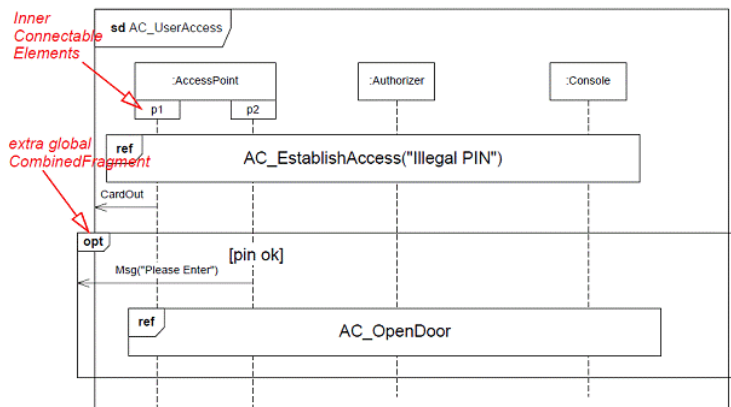 Inner
Connectable
Elements
sd AC_UserAccess
:AccessPoint
:Authorizer
:Console
p1
p2
extra global
CombinedFragment
ref
AC_EstablishAccess("Illegal PIN")
CardOut
opt
[pin ok]
Msg("Please Enter")
ref
AC_OpenDoor